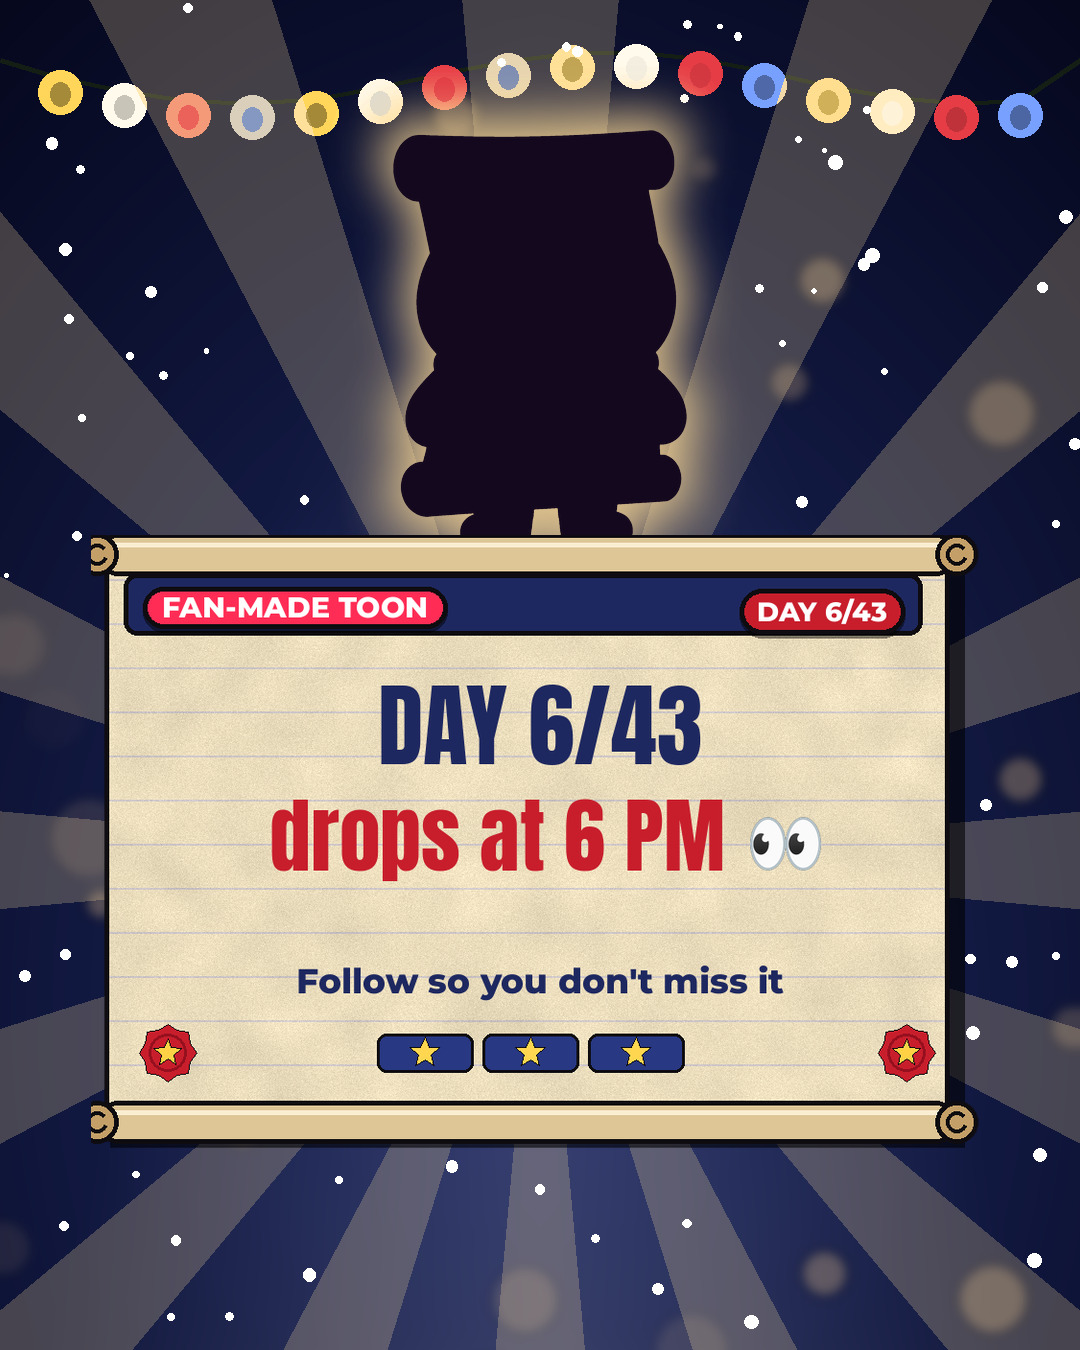 FAN-MADE TOON
DAY 6/43
DAY 6/43
drops at 6 PM 👀
Follow so you don't miss it